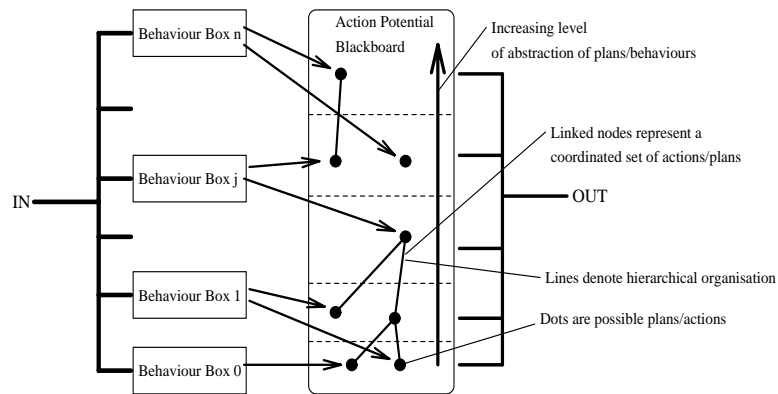 Behaviour Box n
Action Potential
Blackboard
Increasing level
of abstraction of plans/behaviours
Linked nodes represent a
coordinated set of actions/plans
Behaviour Box j
IN
OUT
Lines denote hierarchical organisation
Behaviour Box 1
Dots are possible plans/actions
Behaviour Box 0